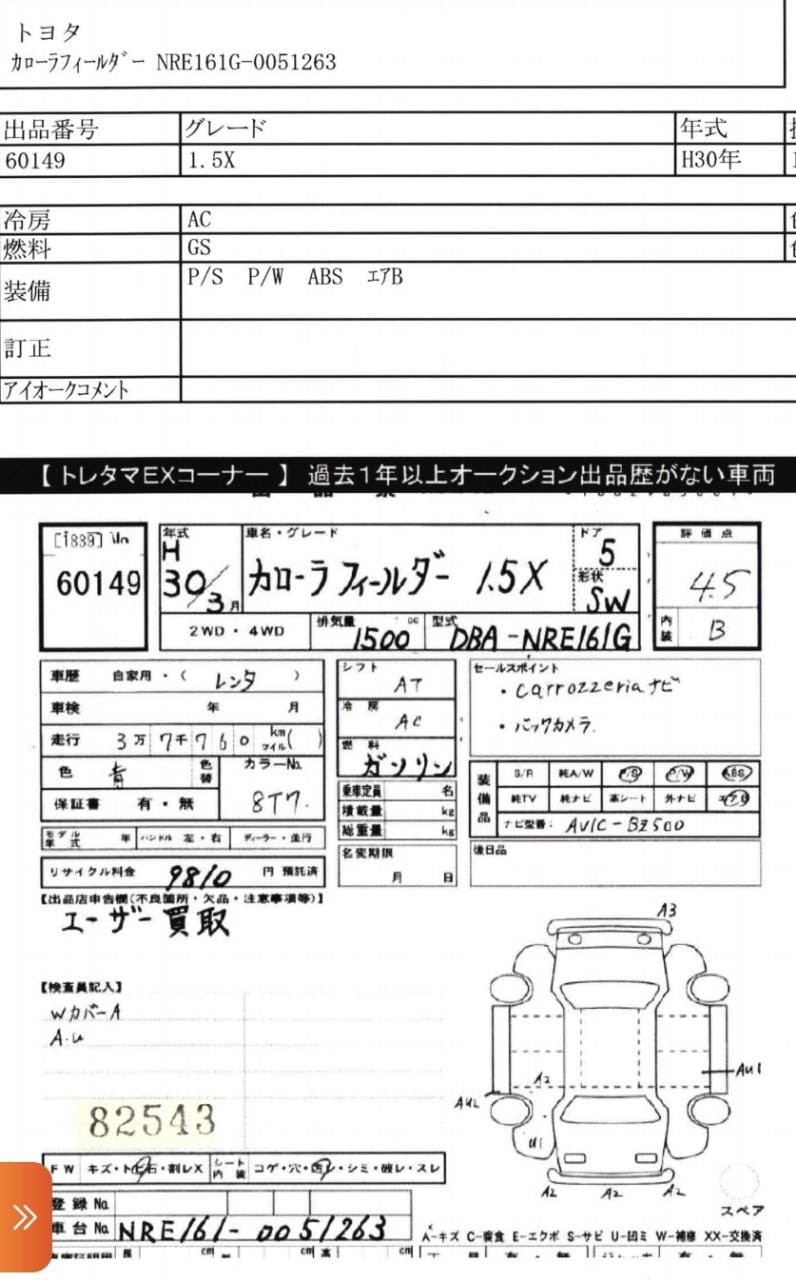 トヨタ
カローラフィールダー NRE161G-0051263
出品番号 グレード 年式
60149 1.5X H30年
冷房 AC
燃料 GS
装備 P/S P/W ABS エアB
訂正
アイオークコメント
【 トレタマEXコーナー 】 過去1年以上オークション出品歴がない車両
[1839] No 年式 車名・グレード ドア 評価点
60149 H 30/3月 カローラ フィールダー 1.5X 5 形状 SW 4.5
2WD・4WD 排気量 1500 cc 型式 DBA-NRE161G 内装 B
車歴 自家用・( レンタ ) シフト AT セールスポイント
・carrozzeriaナビ
車検 年 月 冷房 AC ・バックカメラ.
走行 3万7千760 km マイル( ) 燃料 ガソリン
色 青 色替 カラーNo. 8T7. 装備品 S/R 純A/W P/S P/W ABS
保証書 有・無 乗車定員 名 純TV 純ナビ 革シート 外ナビ エアB
積載量 kg ナビ型番: AVIC-BZ500
モデル年式 年 ハンドル 左・右 ディーラー・並行 総重量 kg
リサイクル料金 9810 円 預託済 名変期限 月 日 後日品
【出品店申告欄(不良箇所・欠品・注意事項等)】
ユーザー買取
A3
【検査員記入】
WカバーA
A.U
AU1
A2
AU2
82543
U1
FW キズ・トビ石・割レX シート内装 コゲ・穴・凹・シミ・破レ・スレ
A2 A2 A2
登録No.
スペア
車台No. NRE161-0051263
A-キズ C-腐食 E-エクボ S-サビ U-凹ミ W-補修 XX-交換済